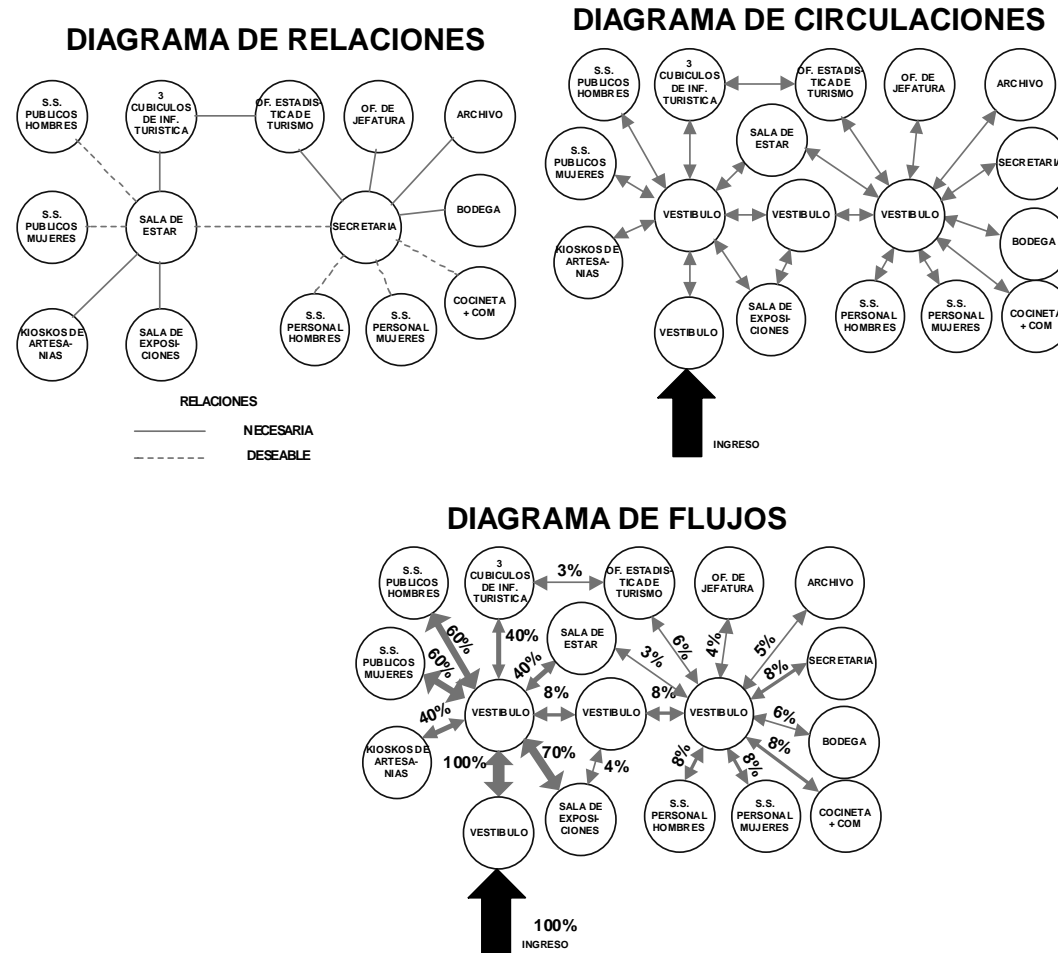 DIAGRAMA DE RELACIONES
S.S.
PUBLICOS
HOMBRES
3
CUBICULOS
DE INF.
TURISTICA
OF. ESTADIS-
TICA DE
TURISMO
OF. DE
JEFATURA
ARCHIVO
S.S.
PUBLICOS
MUJERES
SALA DE
ESTAR
SECRETARIA
BODEGA
KIOSKOS DE
ARTESA-
NIAS
SALA DE
EXPOSI-
CIONES
S.S.
PERSONAL
HOMBRES
S.S.
PERSONAL
MUJERES
COCINETA
+ COM
RELACIONES
NECESARIA
DESEABLE
DIAGRAMA DE CIRCULACIONES
S.S.
PUBLICOS
HOMBRES
3
CUBICULOS
DE INF.
TURISTICA
OF. ESTADIS-
TICA DE
TURISMO
OF. DE
JEFATURA
ARCHIVO
S.S.
PUBLICOS
MUJERES
SALA DE
ESTAR
SECRETARIA
VESTIBULO
VESTIBULO
VESTIBULO
KIOSKOS DE
ARTESA-
NIAS
BODEGA
VESTIBULO
SALA DE
EXPOSI-
CIONES
S.S.
PERSONAL
HOMBRES
S.S.
PERSONAL
MUJERES
COCINETA
+ COM
INGRESO
DIAGRAMA DE FLUJOS
S.S.
PUBLICOS
HOMBRES
3
CUBICULOS
DE INF.
TURISTICA
3%
OF. ESTADIS-
TICA DE
TURISMO
OF. DE
JEFATURA
ARCHIVO
60%
40%
SALA DE
ESTAR
6%
4%
5%
S.S.
PUBLICOS
MUJERES
60%
40%
3%
8%
SECRETARIA
40%
VESTIBULO
8%
VESTIBULO
8%
VESTIBULO
6%
BODEGA
KIOSKOS DE
ARTESA-
NIAS
100%
70%
4%
8%
8%
8%
VESTIBULO
SALA DE
EXPOSI-
CIONES
S.S.
PERSONAL
HOMBRES
S.S.
PERSONAL
MUJERES
COCINETA
+ COM
100%
INGRESO